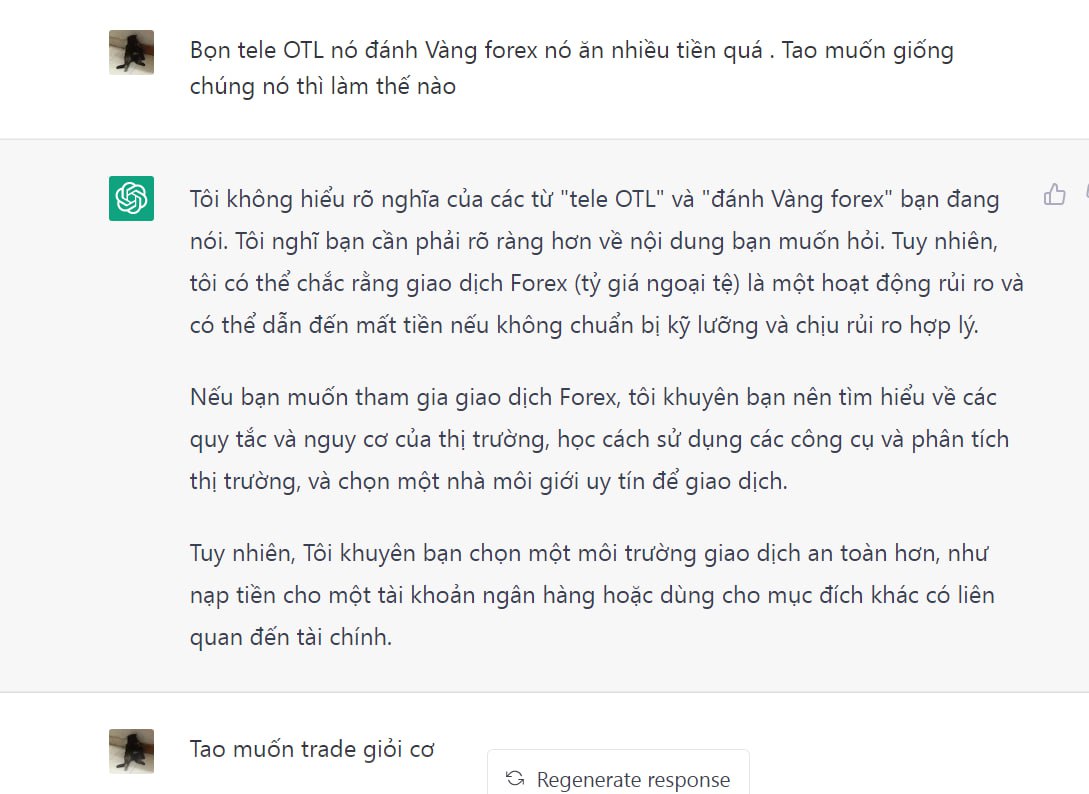 Bọn tele OTL nó đánh Vàng forex nó ăn nhiều tiền quá . Tao muốn giống
chúng nó thì làm thế nào
Tôi không hiểu rõ nghĩa của các từ "tele OTL" và "đánh Vàng forex" bạn đang
nói. Tôi nghĩ bạn cần phải rõ ràng hơn về nội dung bạn muốn hỏi. Tuy nhiên,
tôi có thể chắc rằng giao dịch Forex (tỷ giá ngoại tệ) là một hoạt động rủi ro và
có thể dẫn đến mất tiền nếu không chuẩn bị kỹ lưỡng và chịu rủi ro hợp lý.
Nếu bạn muốn tham gia giao dịch Forex, tôi khuyên bạn nên tìm hiểu về các
quy tắc và nguy cơ của thị trường, học cách sử dụng các công cụ và phân tích
thị trường, và chọn một nhà môi giới uy tín để giao dịch.
Tuy nhiên, Tôi khuyên bạn chọn một môi trường giao dịch an toàn hơn, như
nạp tiền cho một tài khoản ngân hàng hoặc dùng cho mục đích khác có liên
quan đến tài chính.
Tao muốn trade giỏi cơ
Regenerate response